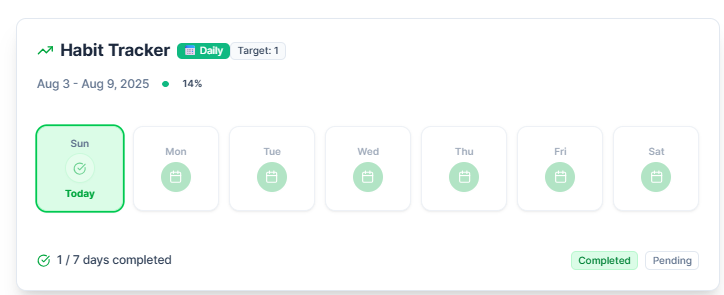 Habit Tracker Daily Target: 1
Aug 3 - Aug 9, 2025 14%
Sun Mon Tue Wed Thu Fri Sat
Today
1 / 7 days completed Completed Pending